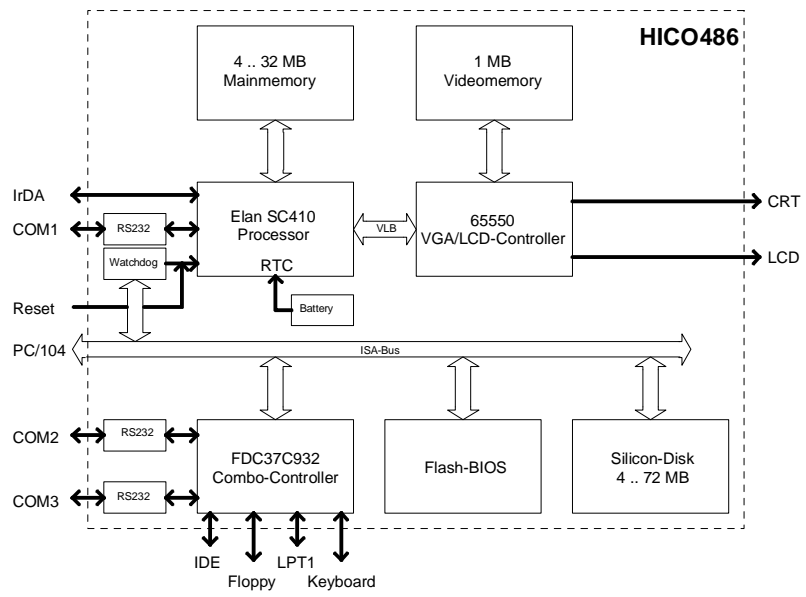 HICO486
4 .. 32 MB
Mainmemory
1 MB
Videomemory
IrDA
COM1
RS232
Elan SC410
Processor
RTC
VLB
65550
VGA/LCD-Controller
CRT
LCD
Watchdog
Reset
Battery
PC/104
ISA-Bus
COM2
RS232
COM3
RS232
FDC37C932
Combo-Controller
Flash-BIOS
Silicon-Disk
4 .. 72 MB
IDE
LPT1
Floppy
Keyboard